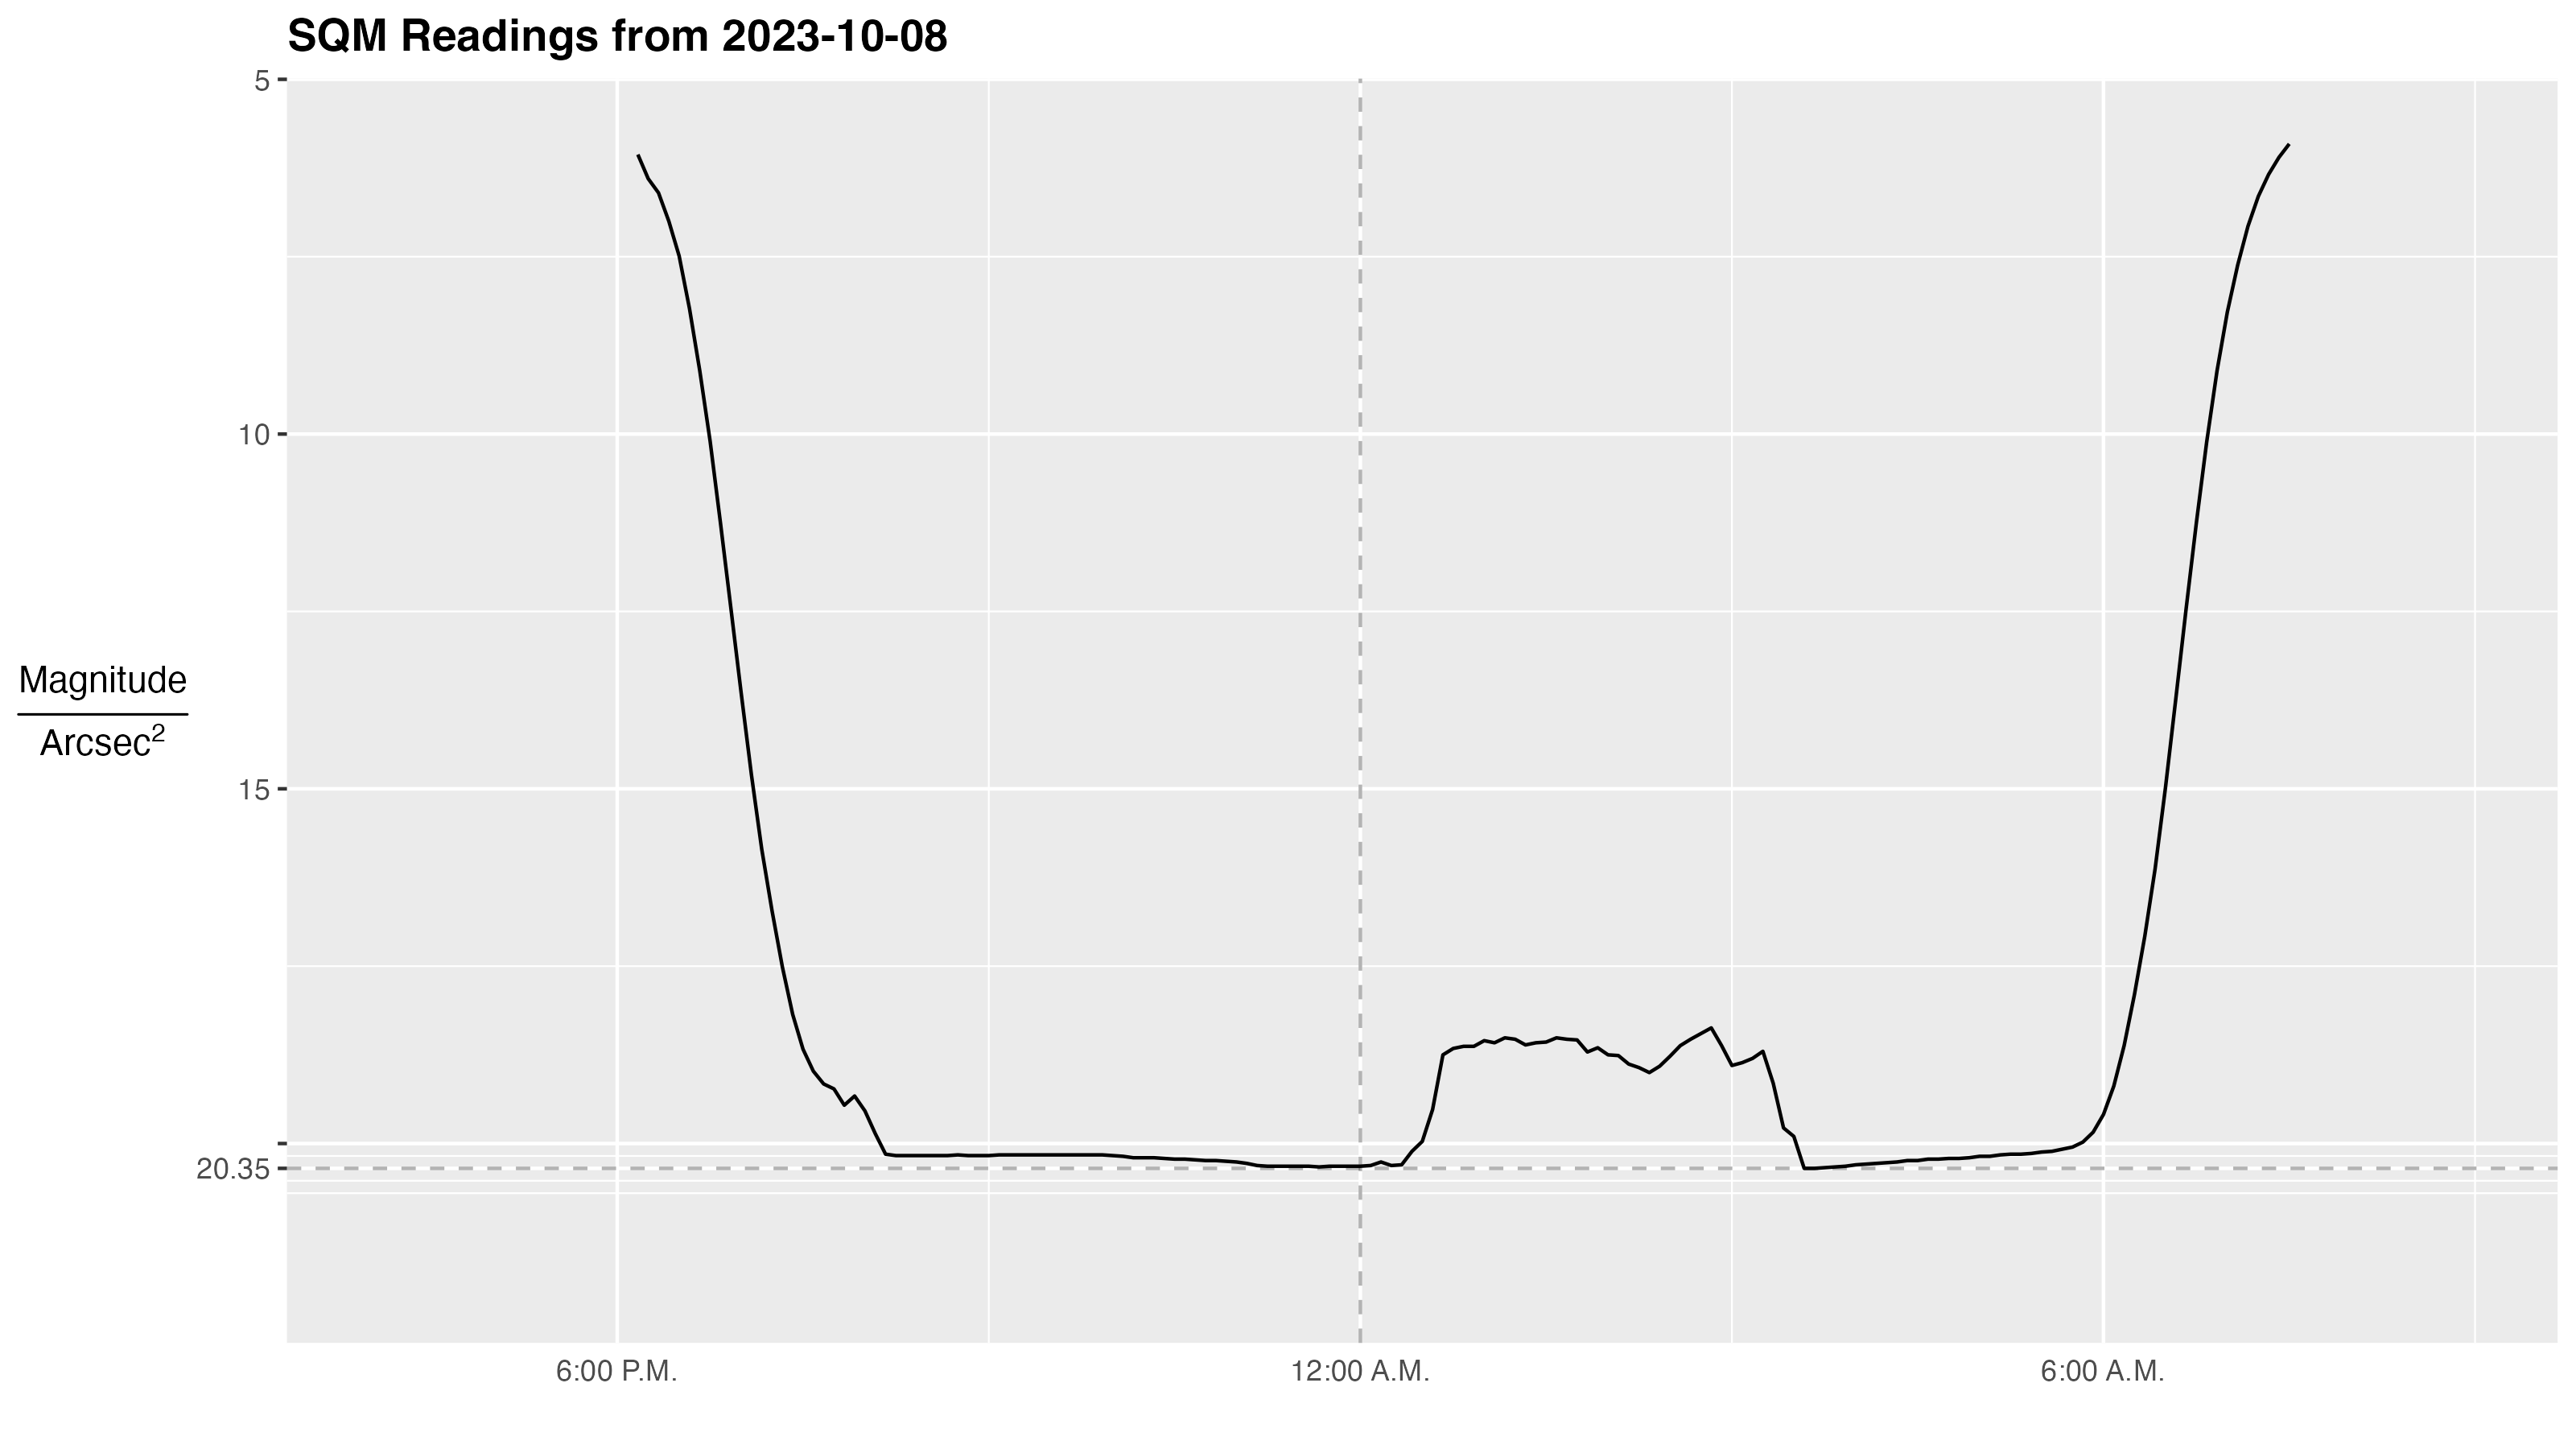 SQM Readings from 2023-10-08
5
10
15
20.35
Magnitude
Arcsec²
6:00 P.M.
12:00 A.M.
6:00 A.M.